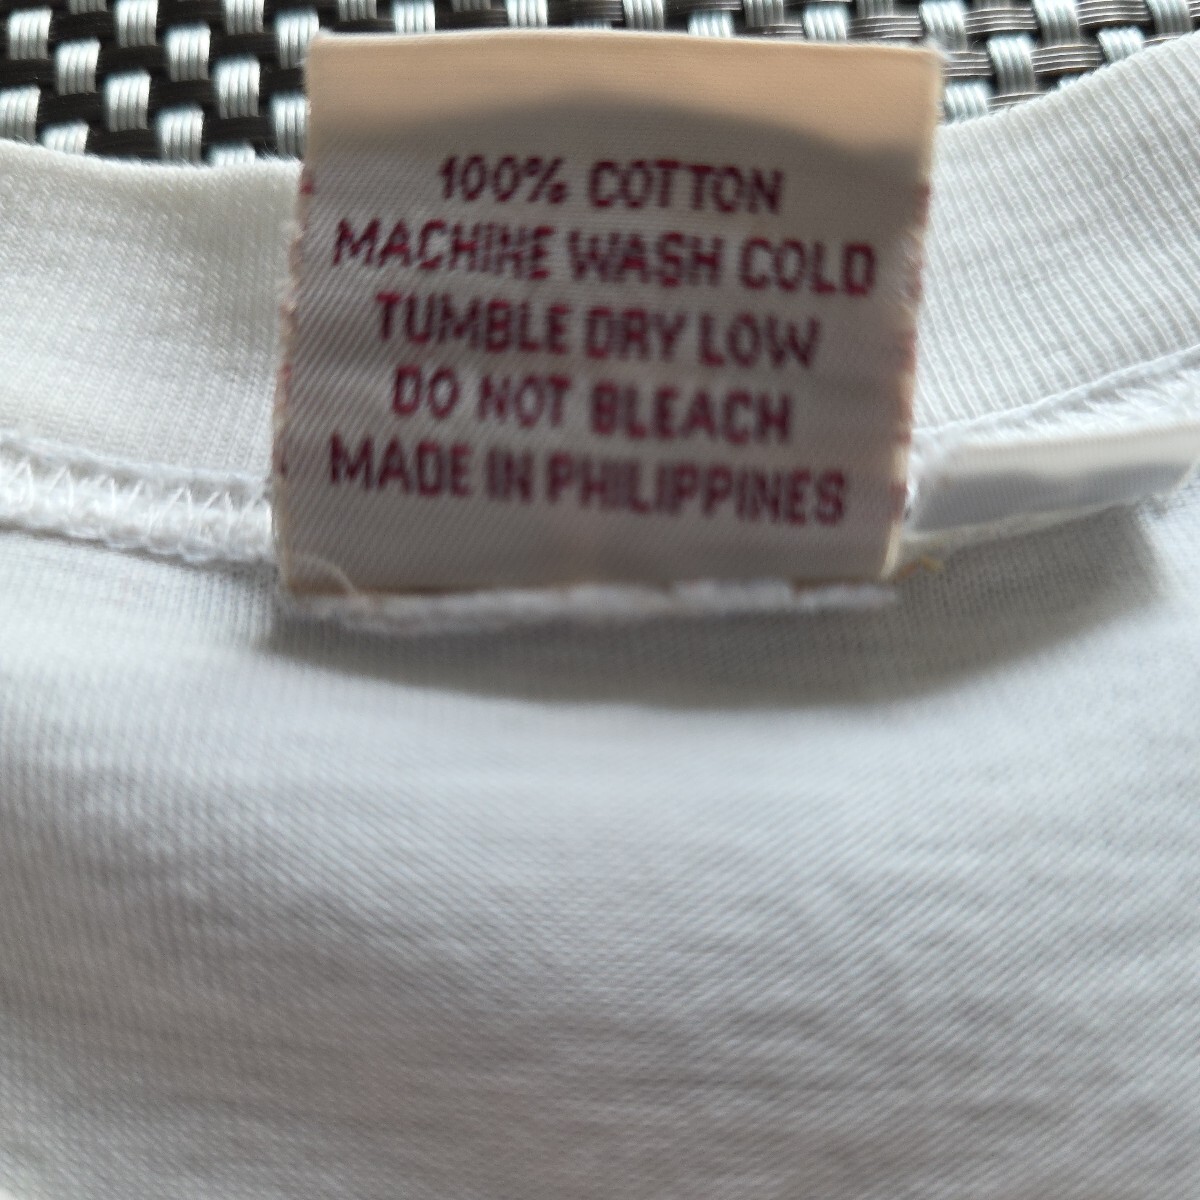 100% COTTON
MACHINE WASH COLD
TUMBLE DRY LOW
DO NOT BLEACH
MADE IN PHILIPPINES